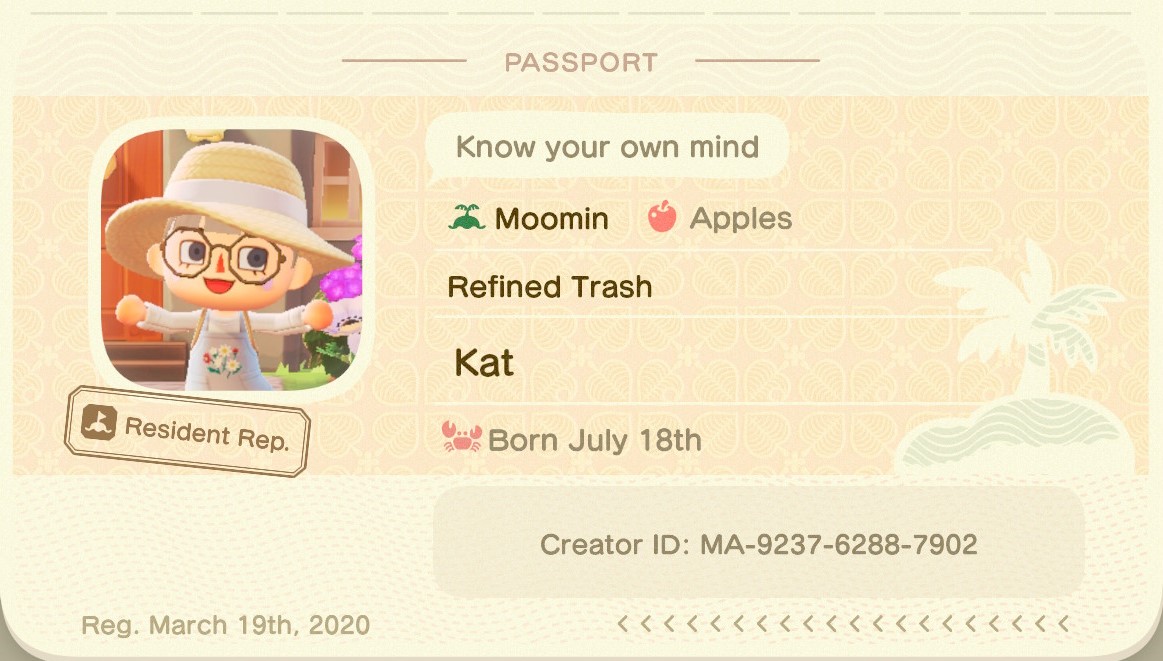 PASSPORT
Know your own mind
Moomin Apples
Refined Trash
Kat
Resident Rep.
Born July 18th
Creator ID: MA-9237-6288-7902
Reg. March 19th, 2020 <<<<<<<<<<<<<<<<<<<<